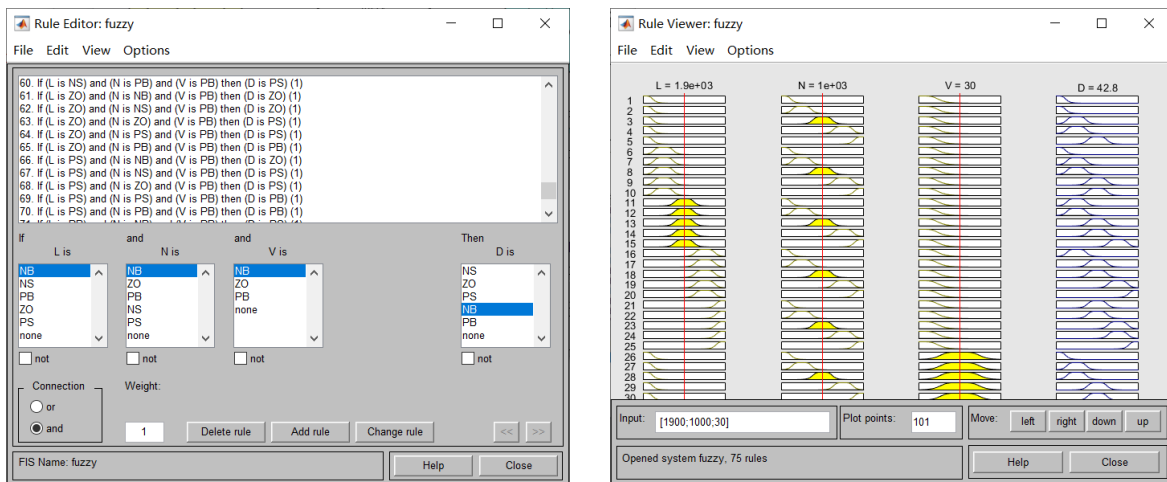 Rule Editor: fuzzy
File Edit View Options
60. If (L is NS) and (N is PB) and (V is PB) then (D is PS) (1)
61. If (L is ZO) and (N is NB) and (V is PB) then (D is ZO) (1)
62. If (L is ZO) and (N is NS) and (V is PB) then (D is ZO) (1)
63. If (L is ZO) and (N is ZO) and (V is PB) then (D is PS) (1)
64. If (L is ZO) and (N is PS) and (V is PB) then (D is PS) (1)
65. If (L is ZO) and (N is PB) and (V is PB) then (D is PB) (1)
66. If (L is PS) and (N is NB) and (V is PB) then (D is ZO) (1)
67. If (L is PS) and (N is NS) and (V is PB) then (D is PS) (1)
68. If (L is PS) and (N is ZO) and (V is PB) then (D is PS) (1)
69. If (L is PS) and (N is PS) and (V is PB) then (D is PB) (1)
70. If (L is PS) and (N is PB) and (V is PB) then (D is PB) (1)
If and and Then
L is N is V is D is
NB NB NB NS
NS ZO ZO ZO
PB PB PB PS
ZO NS none NB
PS PS PB
none none none
not not not
Connection Weight:
or
and 1 Delete rule Add rule Change rule << >>
FIS Name: fuzzy Help Close
Rule Viewer: fuzzy
File Edit View Options
L = 1.9e+03 N = 1e+03 V = 30 D = 42.8
1
2
3
4
5
6
7
8
9
10
11
12
13
14
15
16
17
18
19
20
21
22
23
24
25
26
27
28
29
30
Input: [1900;1000;30] Plot points: 101 Move: left right down up
Opened system fuzzy, 75 rules Help Close